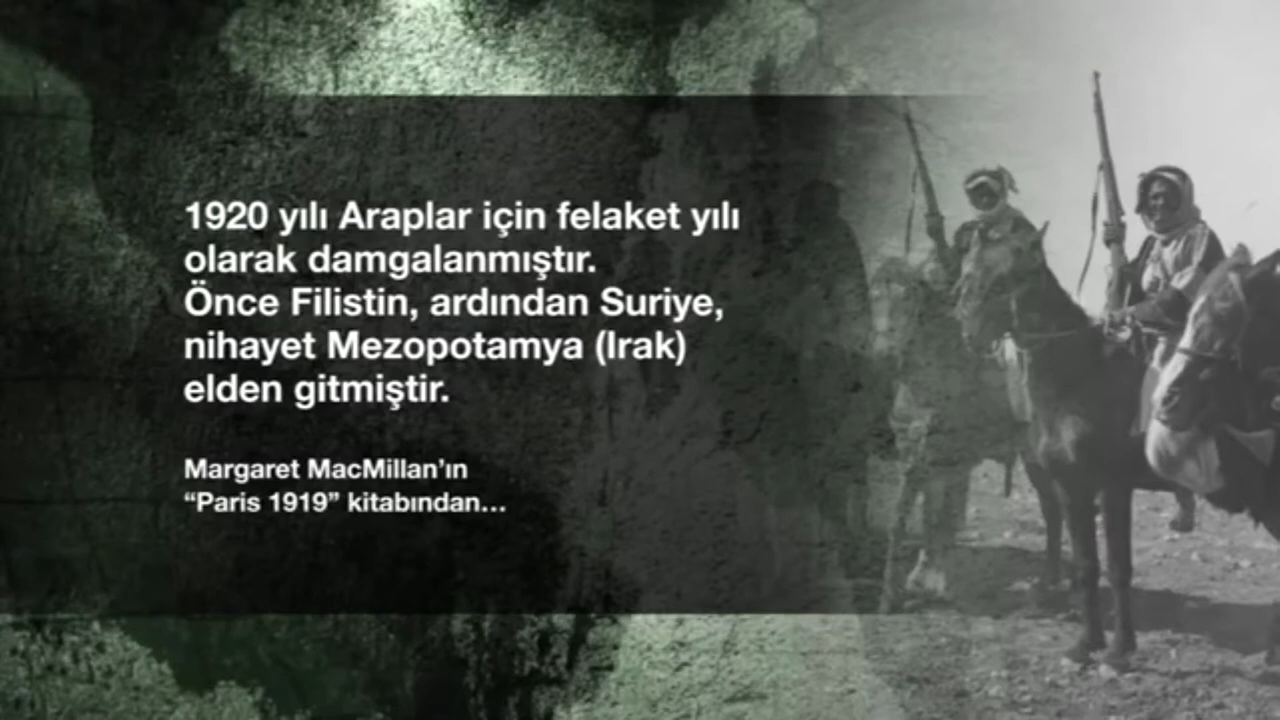 1920 yılı Araplar için felaket yılı
olarak damgalanmıştır.
Önce Filistin, ardından Suriye,
nihayet Mezopotamya (Irak)
elden gitmiştir.
Margaret MacMillan’ın
“Paris 1919” kitabından...